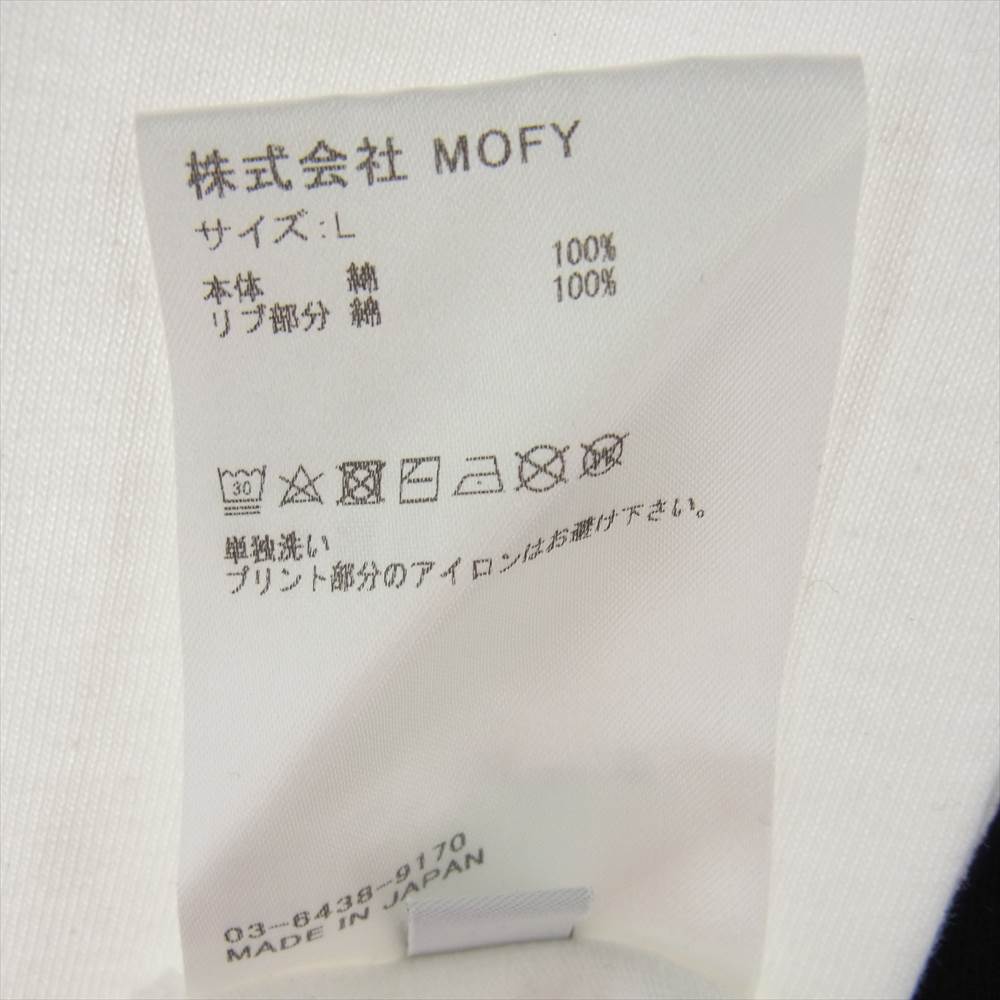 株式会社 MOFY
サイズ:L
本体 綿 100%
リブ部分 綿 100%
30
単独洗い
プリント部分のアイロンはお避け下さい。
03-6438-9170
MADE IN JAPAN